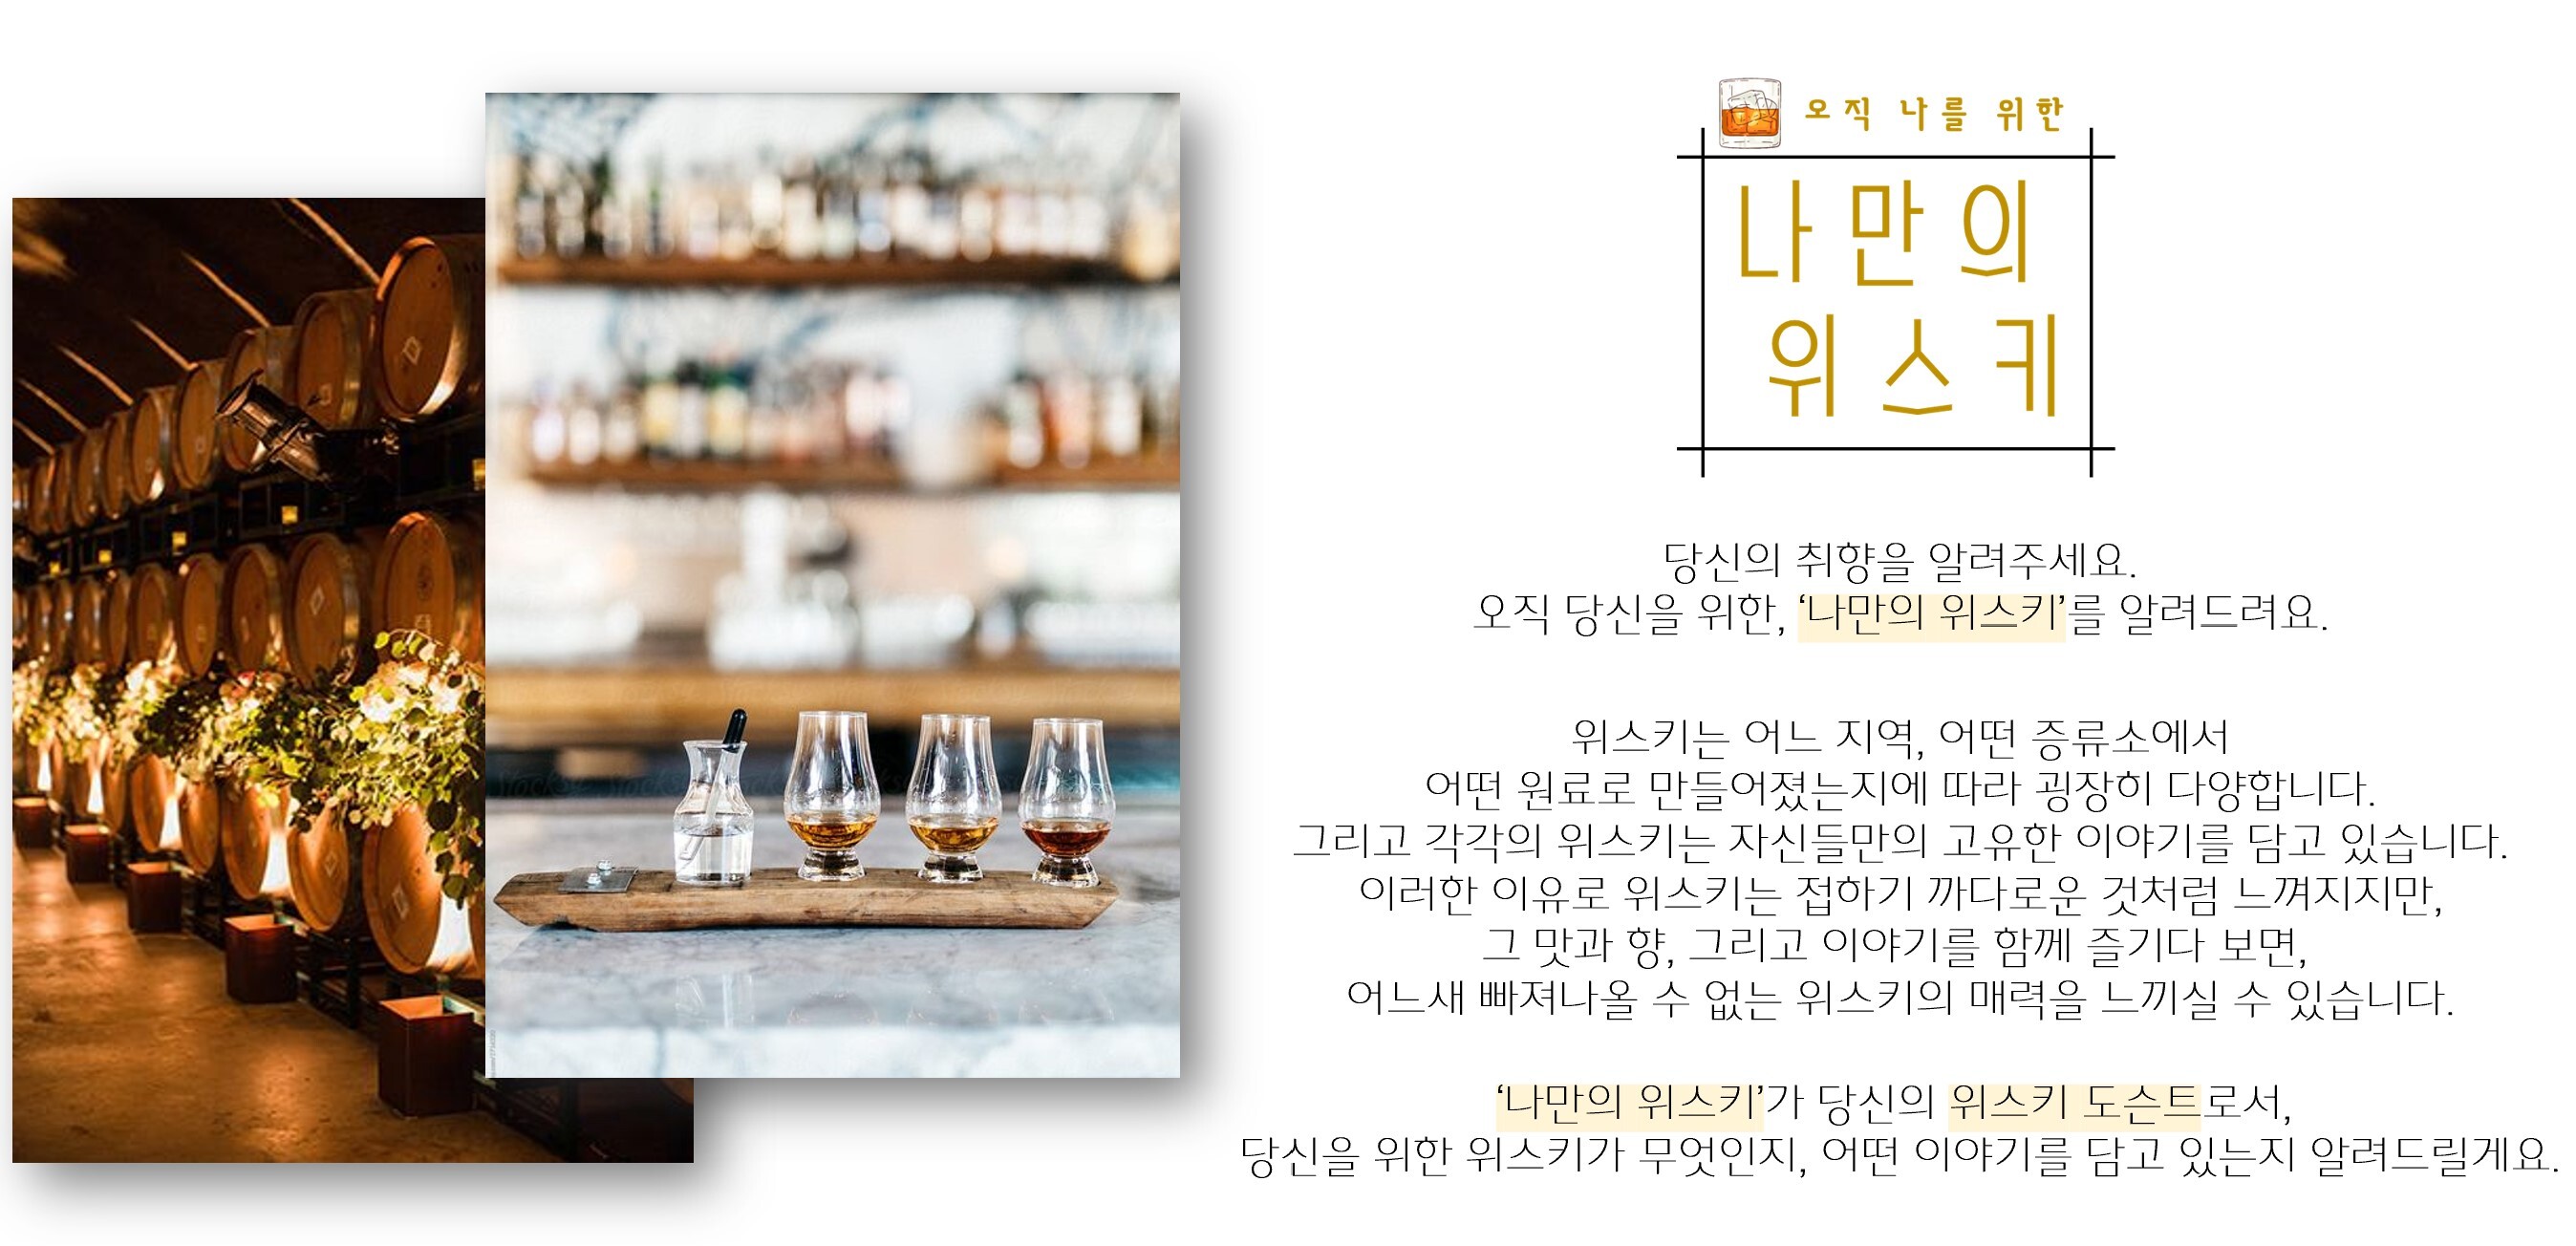 오직 나를 위한
나만의
위스키
당신의 취향을 알려주세요.
오직 당신을 위한, ‘나만의 위스키’를 알려드려요.
위스키는 어느 지역, 어떤 증류소에서
어떤 원료로 만들어졌는지에 따라 굉장히 다양합니다.
그리고 각각의 위스키는 자신들만의 고유한 이야기를 담고 있습니다.
이러한 이유로 위스키는 접하기 까다로운 것처럼 느껴지지만,
그 맛과 향, 그리고 이야기를 함께 즐기다 보면,
어느새 빠져나올 수 없는 위스키의 매력을 느끼실 수 있습니다.
‘나만의 위스키’가 당신의 위스키 도슨트로서,
당신을 위한 위스키가 무엇인지, 어떤 이야기를 담고 있는지 알려드릴게요.